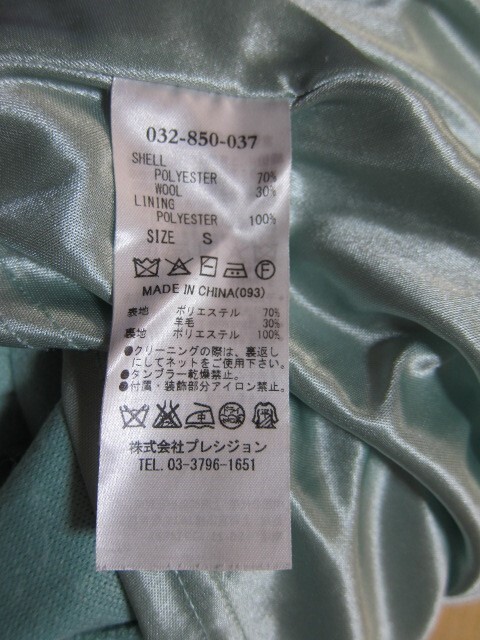 032-850-037
SHELL
POLYESTER 70%
WOOL 30%
LINING
POLYESTER 100%
SIZE S
F
MADE IN CHINA(093)
表地 ポリエステル 70%
羊毛 30%
裏地 ポリエステル 100%
●クリーニングの際は、裏返し
にしてネットをご使用下さい。
●タンブラー乾燥禁止。
●付属・装飾部分アイロン禁止。
株式会社プレシジョン
TEL. 03-3796-1651